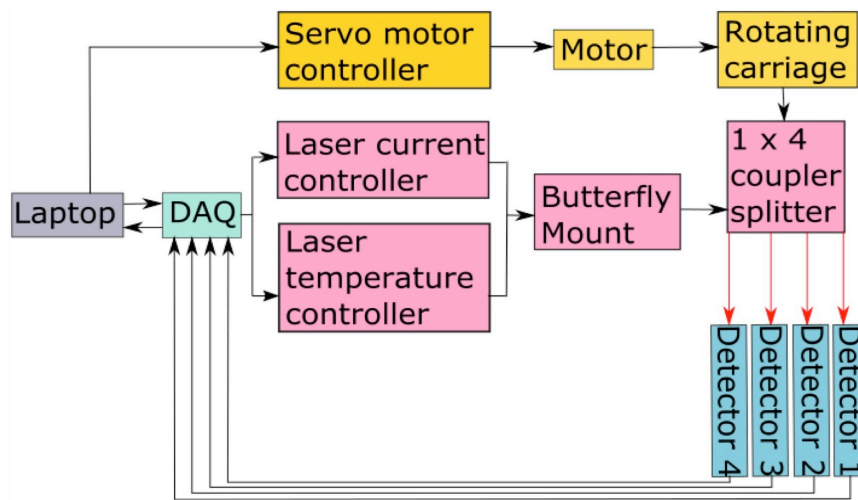 Servo motor
controller
Motor
Rotating
carriage
Laser current
controller
1 x 4
coupler
splitter
Laptop
DAQ
Butterfly
Mount
Laser
temperature
controller
Detector 4
Detector 3
Detector 2
Detector 1